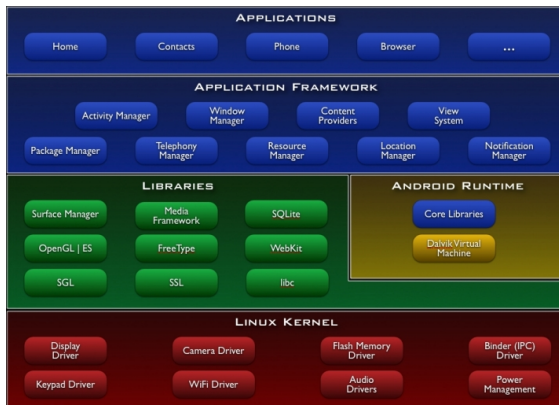 APPLICATIONS
Home Contacts Phone Browser ...
APPLICATION FRAMEWORK
Activity Manager Window Manager Content Providers View System
Package Manager Telephony Manager Resource Manager Location Manager Notification Manager
LIBRARIES
Surface Manager Media Framework SQLite
OpenGL | ES FreeType WebKit
SGL SSL libc
ANDROID RUNTIME
Core Libraries
Dalvik Virtual Machine
LINUX KERNEL
Display Driver Camera Driver Flash Memory Driver Binder (IPC) Driver
Keypad Driver WiFi Driver Audio Drivers Power Management